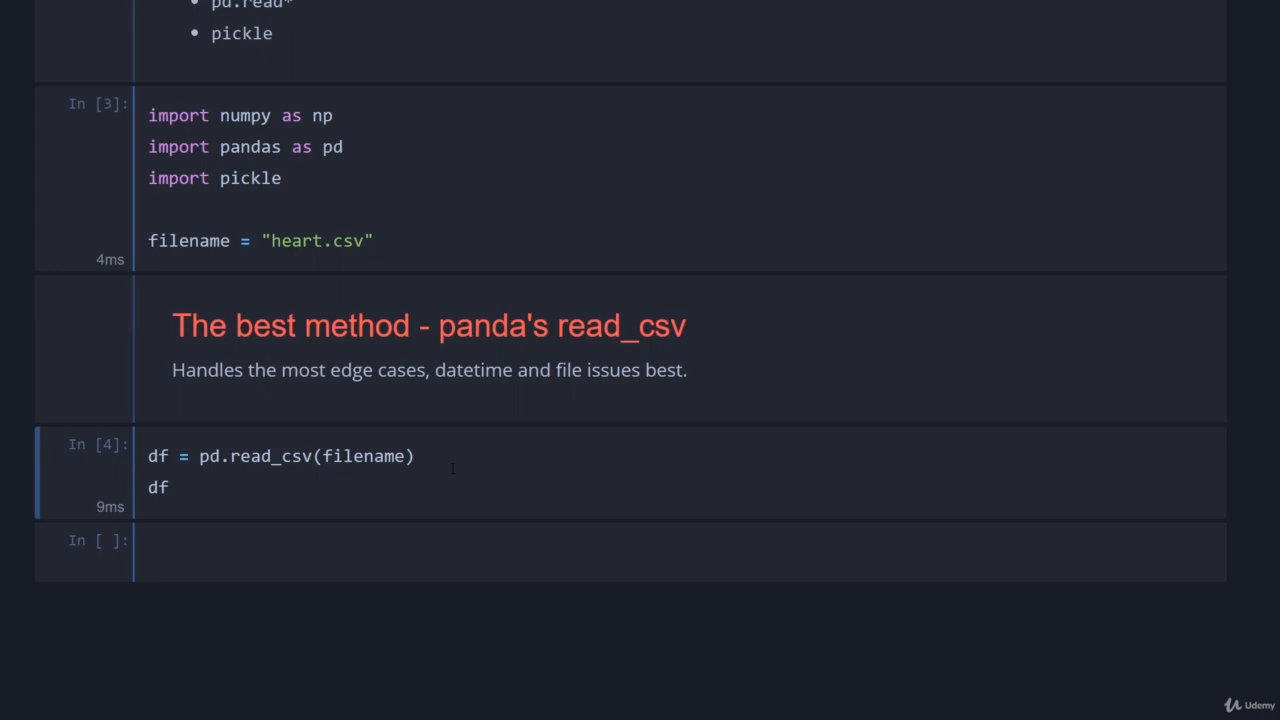 • pd.read*
• pickle
In [3]:
import numpy as np
import pandas as pd
import pickle
filename = "heart.csv"
4ms
The best method - panda's read_csv
Handles the most edge cases, datetime and file issues best.
In [4]:
df = pd.read_csv(filename)
df
9ms
In [ ]:
Udemy